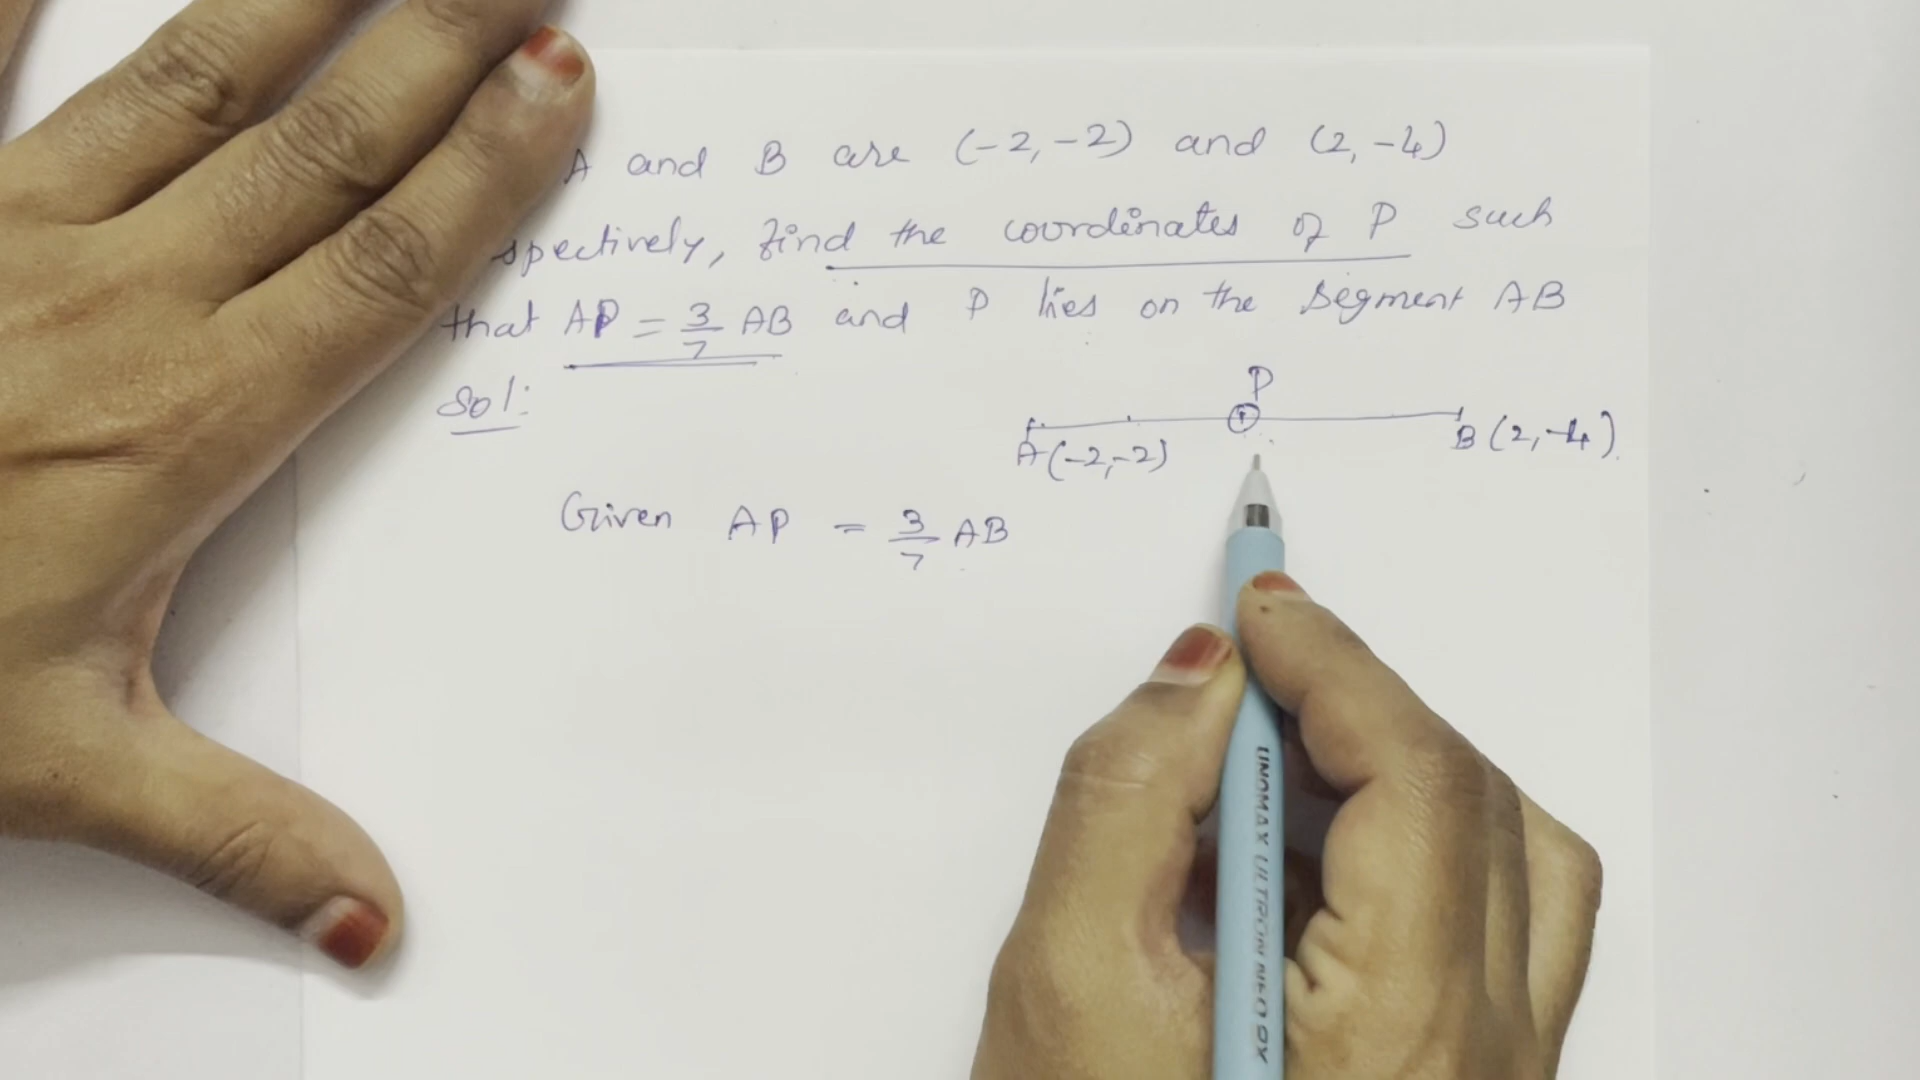 A and B are (-2,-2) and (2,-4)
spectively, find the coordinates of P such
that AP = 3/7 AB and P lies on the segment AB
Sol:
P
A(-2,-2)
B(2,-4).
Given AP = 3/7 AB
UNOMAX ULTRON NEO 2X